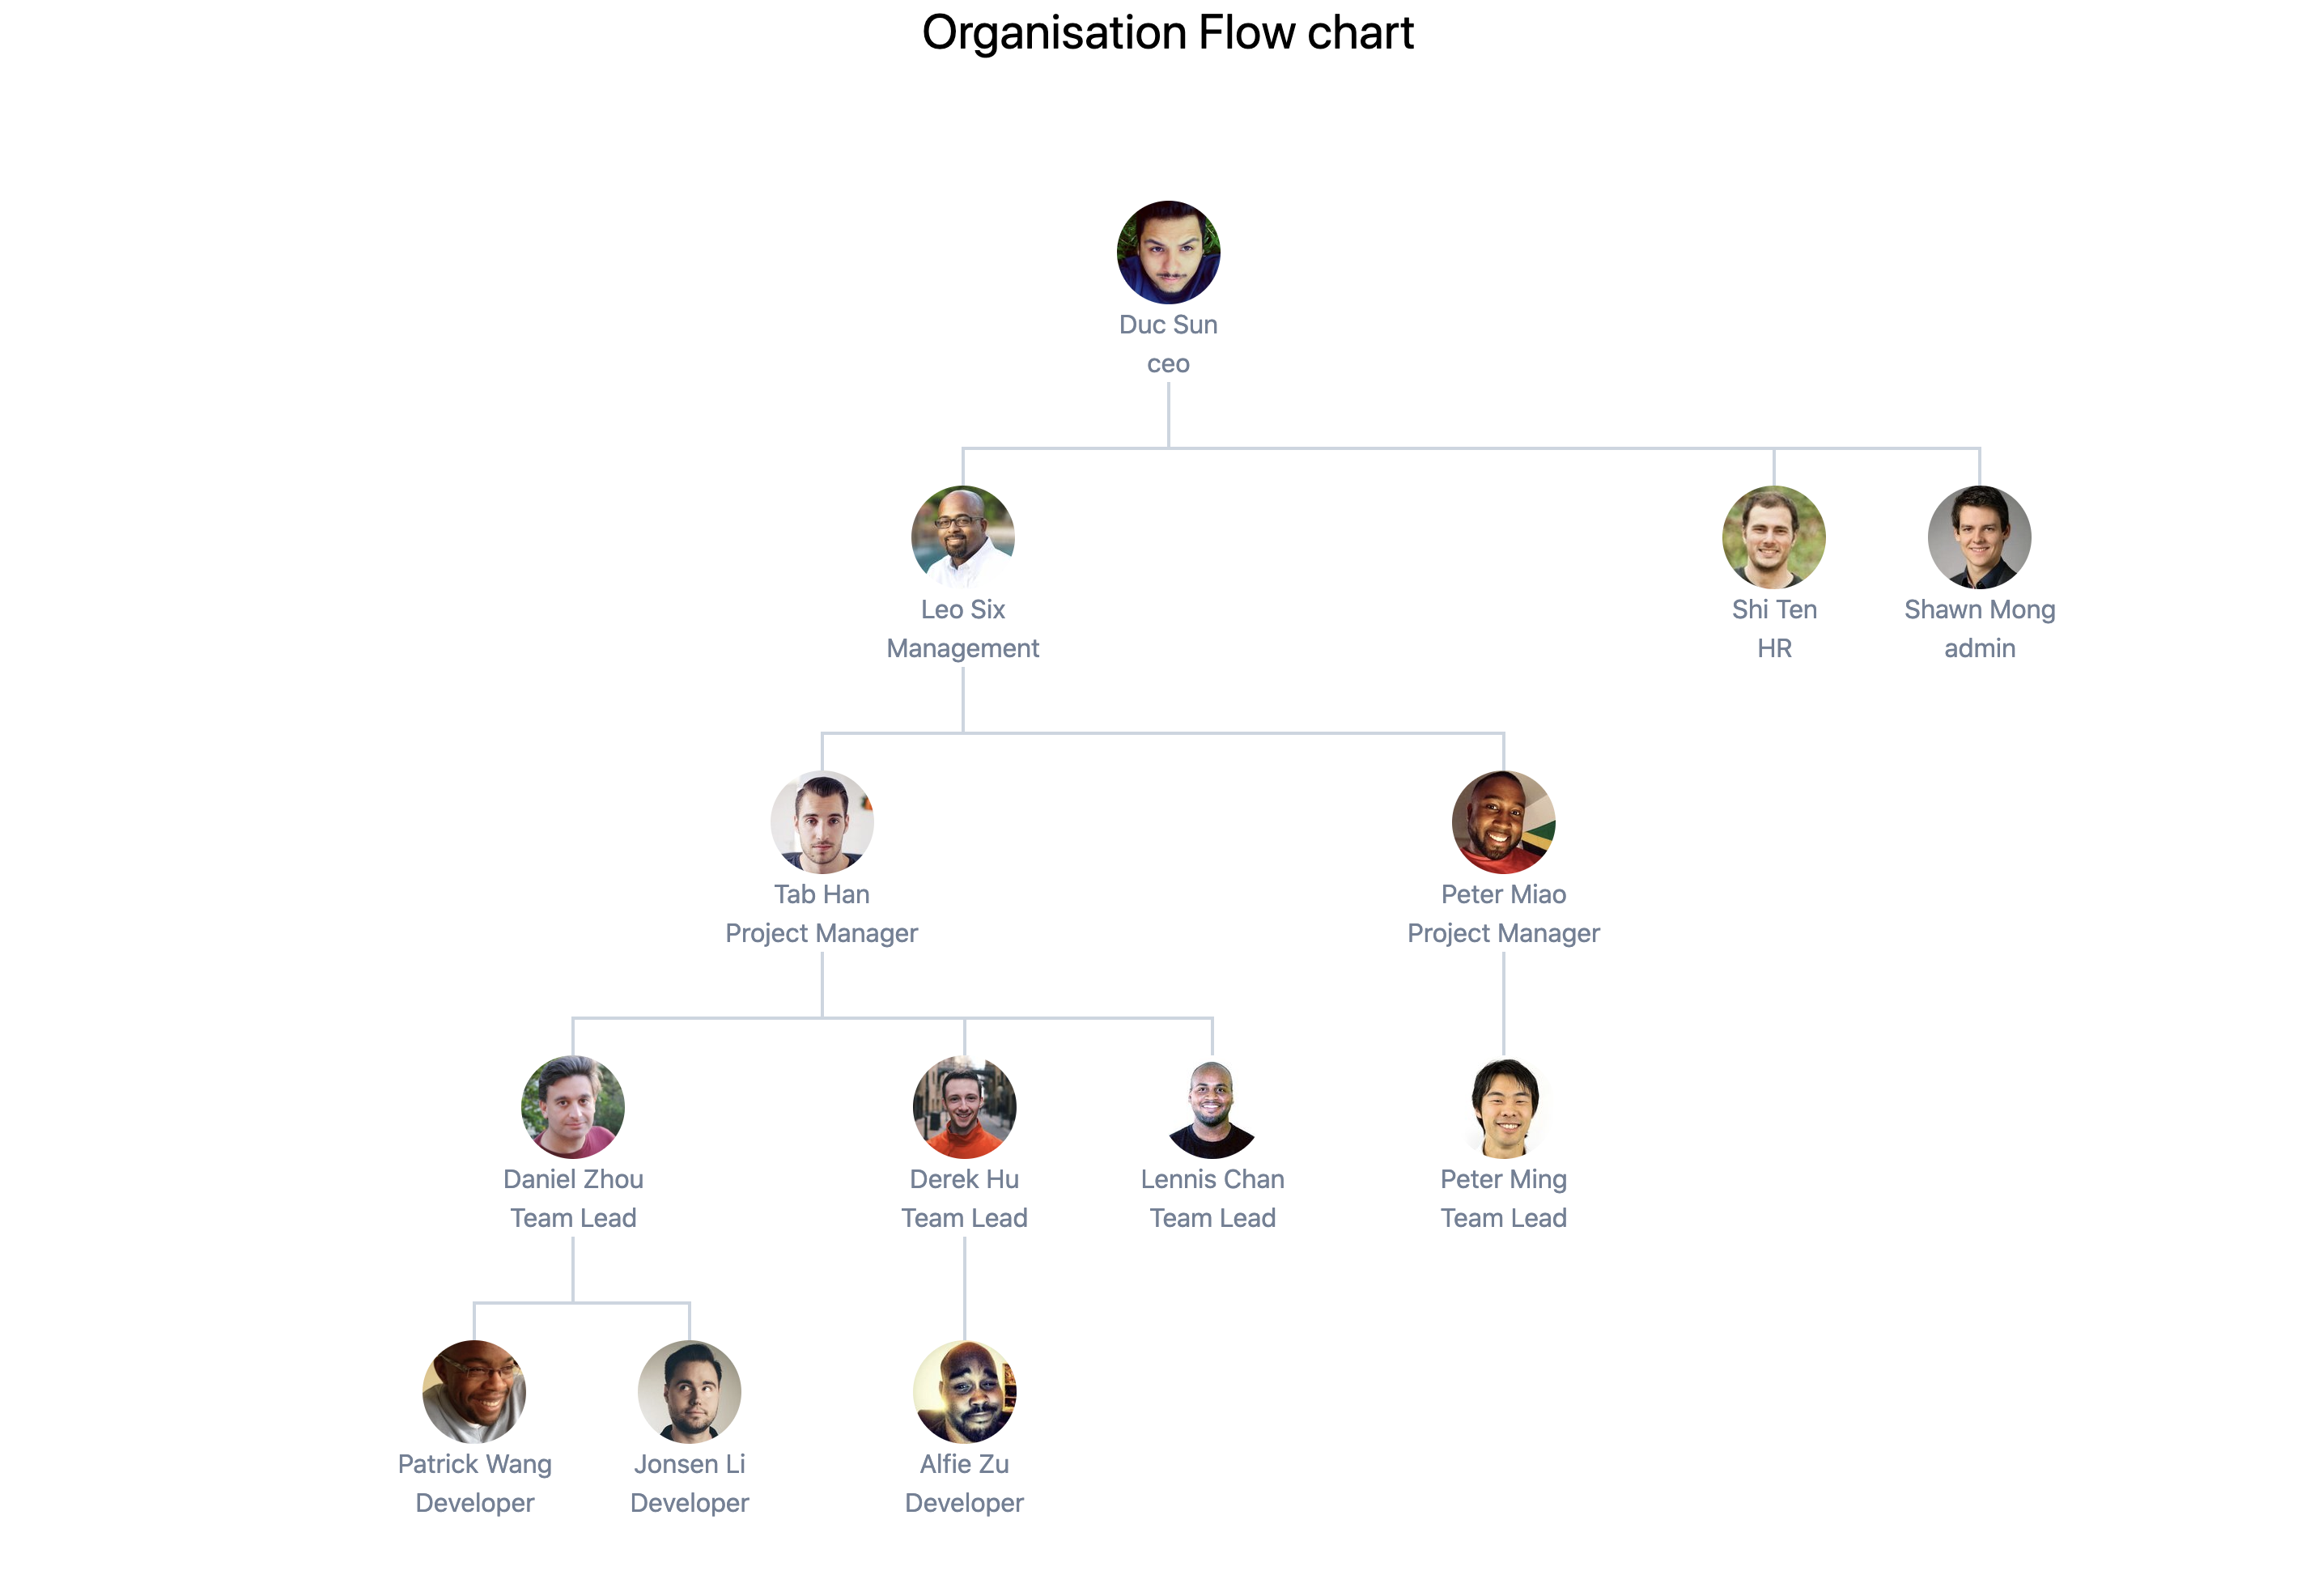 Organisation Flow chart
Duc Sun
ceo
Leo Six
Management
Shi Ten
HR
Shawn Mong
admin
Tab Han
Project Manager
Peter Miao
Project Manager
Daniel Zhou
Team Lead
Derek Hu
Team Lead
Lennis Chan
Team Lead
Peter Ming
Team Lead
Patrick Wang
Developer
Jonsen Li
Developer
Alfie Zu
Developer